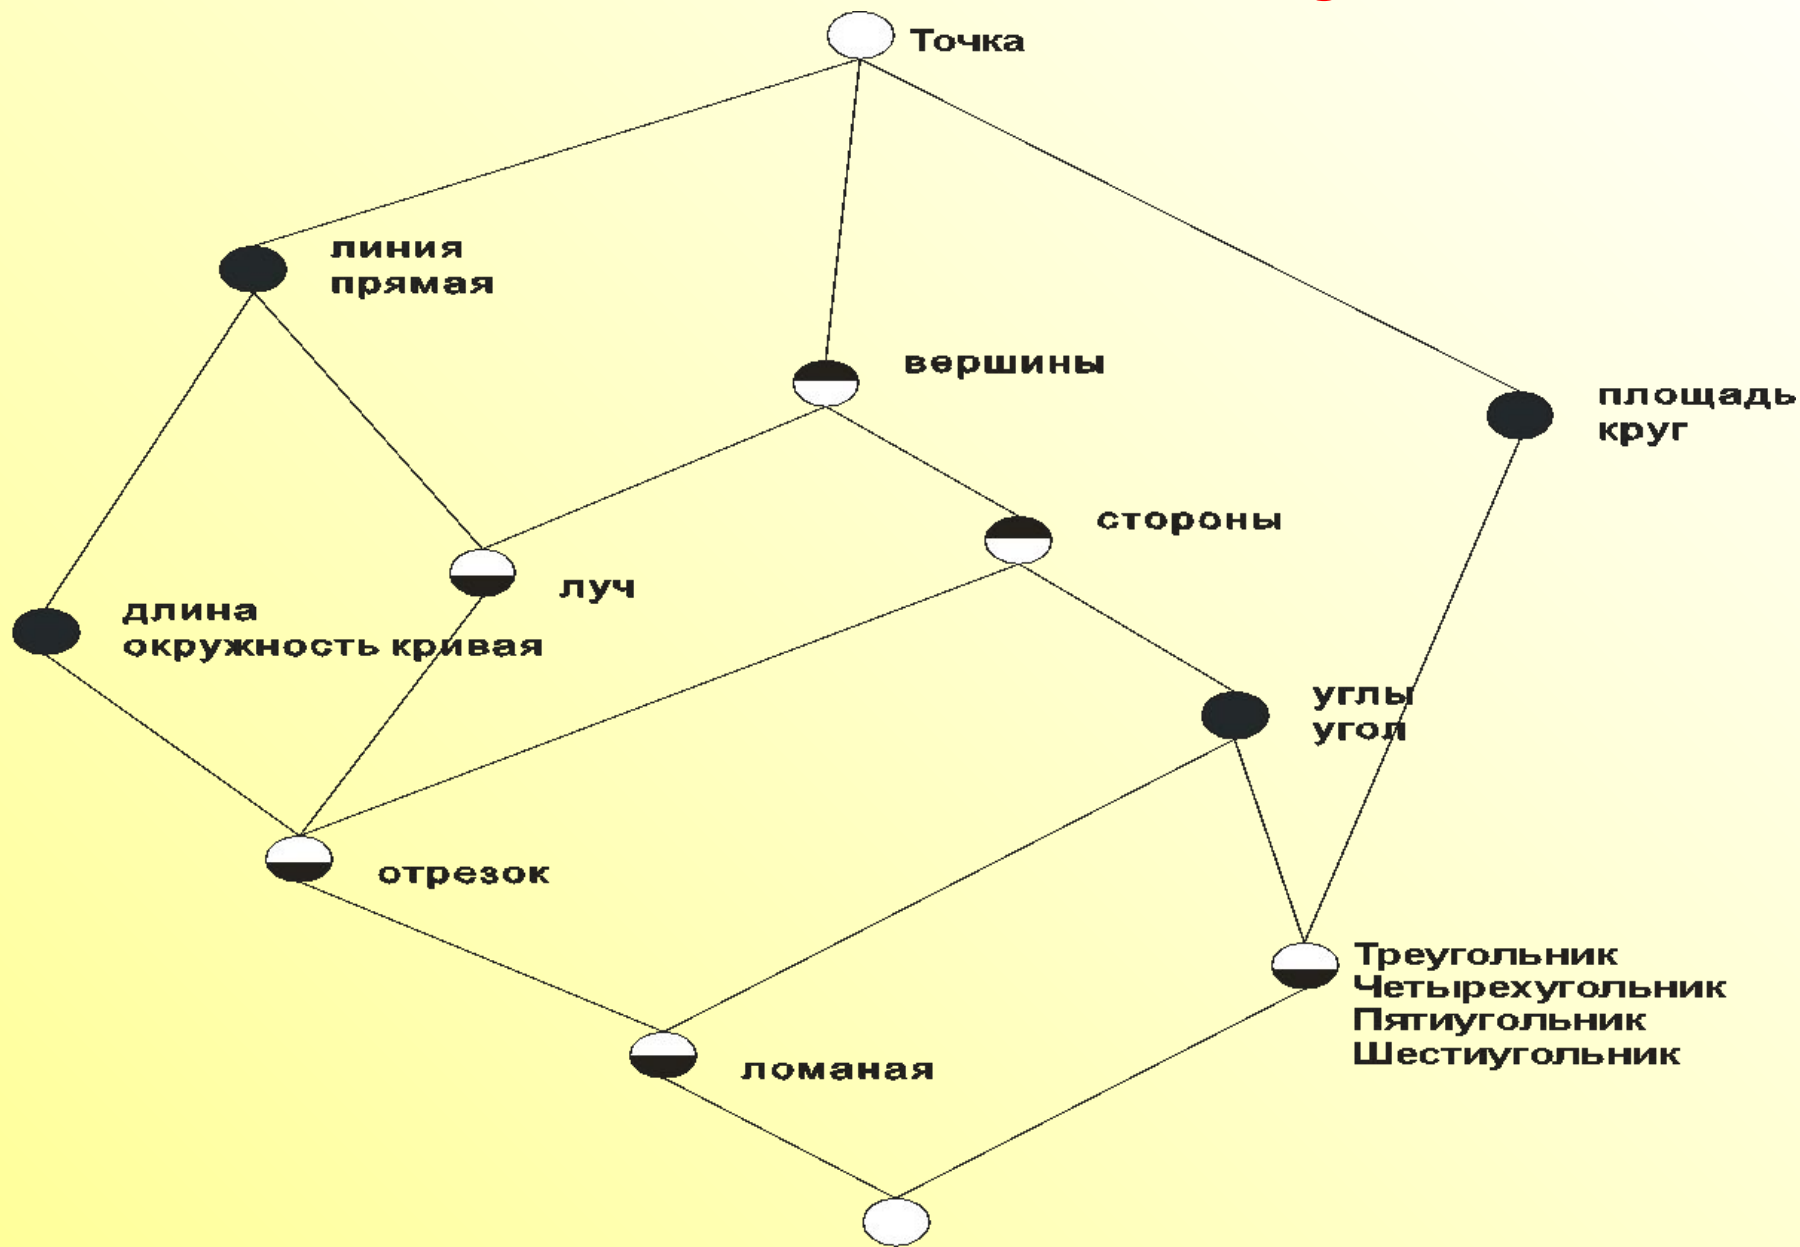 Точка
линия
прямая
вершины
площадь
круг
стороны
луч
длина
окружность кривая
углы
угол
отрезок
Треугольник
Четырехугольник
Пятиугольник
Шестиугольник
ломаная